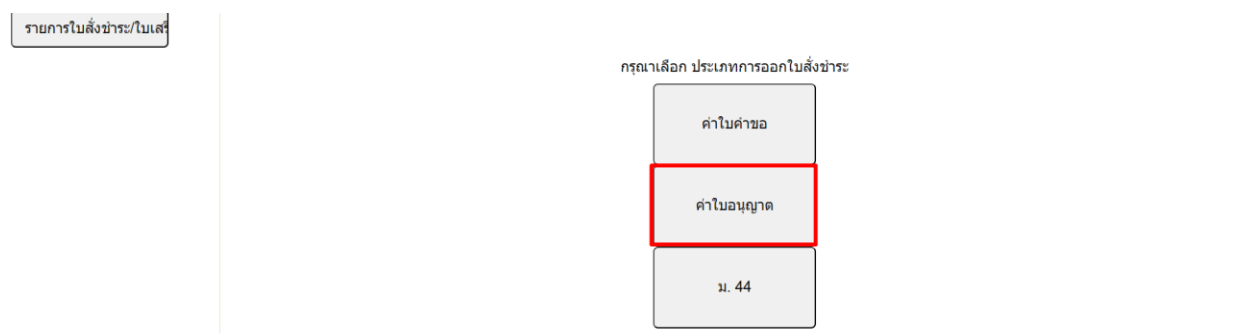 รายการใบสั่งชำระ/ใบเสร็
กรุณาเลือก ประเภทการออกใบสั่งชำระ
ค่าใบคำขอ
ค่าใบอนุญาต
ม. 44